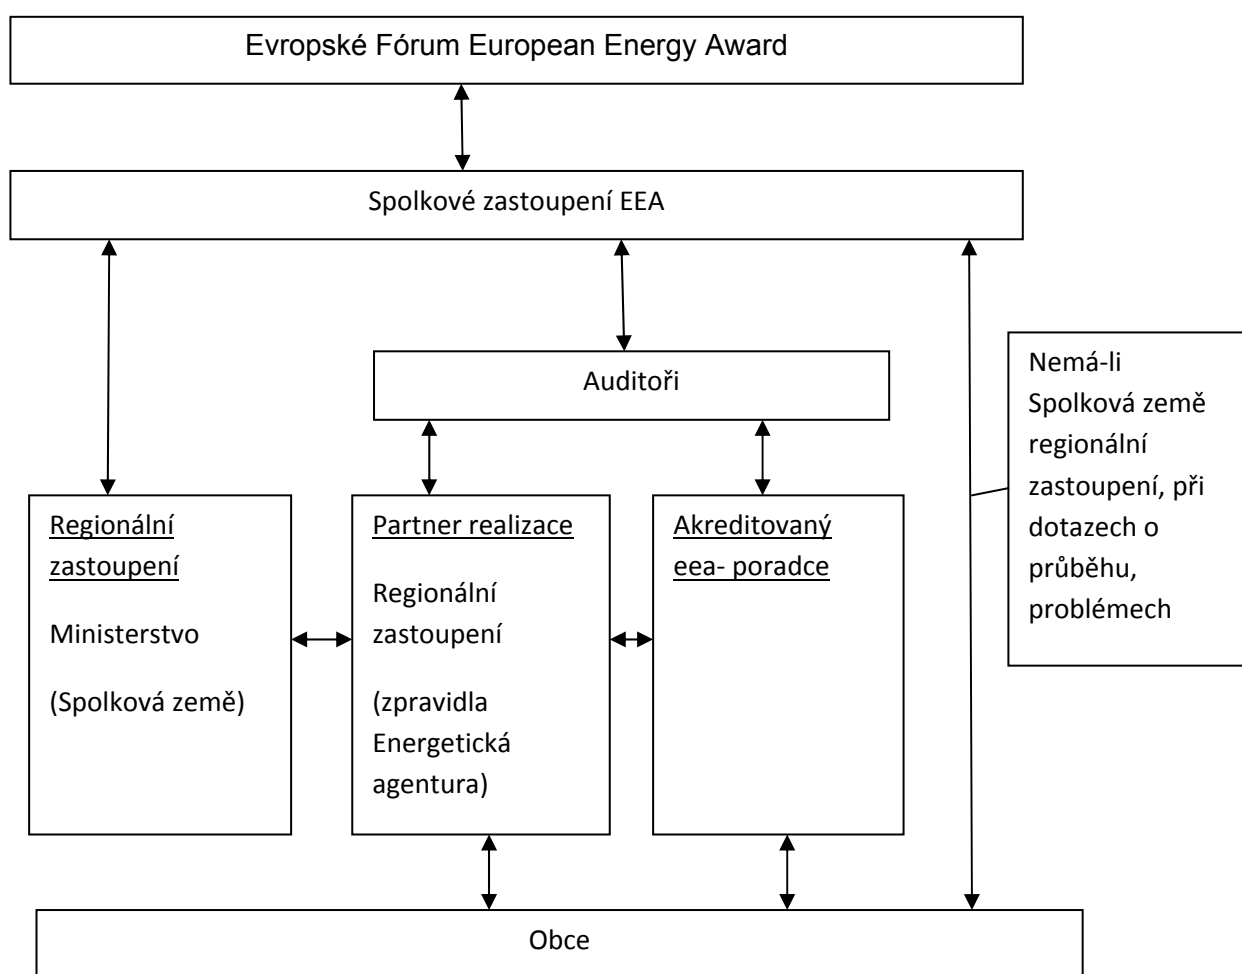 Evropské Fórum European Energy Award
Spolkové zastoupení EEA
Auditoři
Nemá-li
Spolková země
regionální
zastoupení, při
dotazech o
průběhu,
problémech
Regionální
zastoupení
Ministerstvo
(Spolková země)
Partner realizace
Regionální
zastoupení
(zpravidla
Energetická
agentura)
Akreditovaný
eea- poradce
Obce